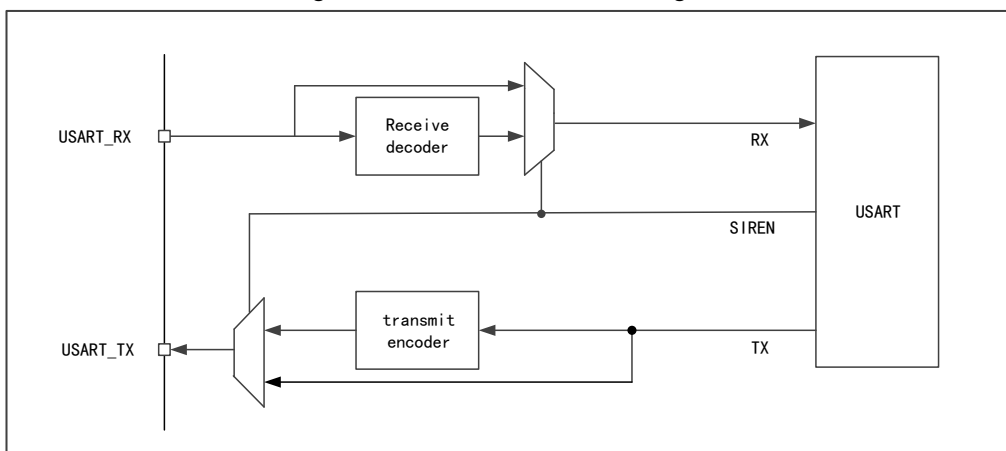 USART_RX
Receive
decoder
RX
USART
SIREN
transmit
encoder
USART_TX
TX